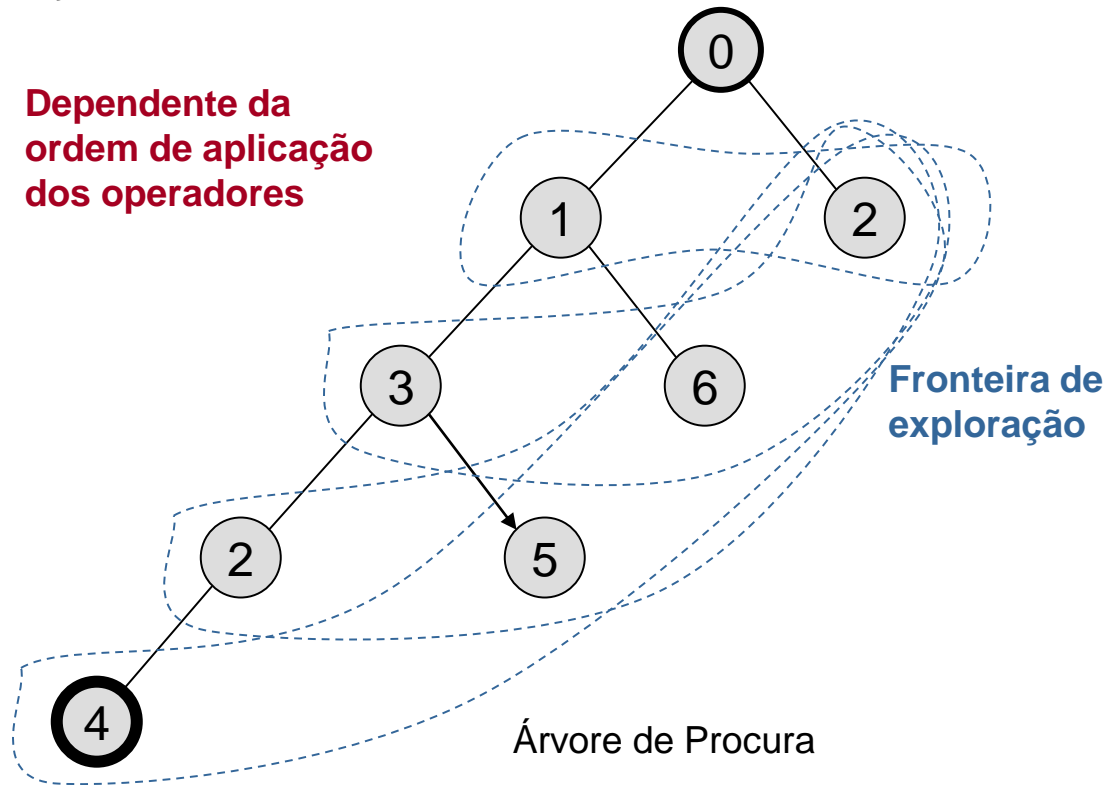 0
Dependente da
ordem de aplicação
dos operadores
1
2
3
6
Fronteira de
exploração
2
5
4
Árvore de Procura